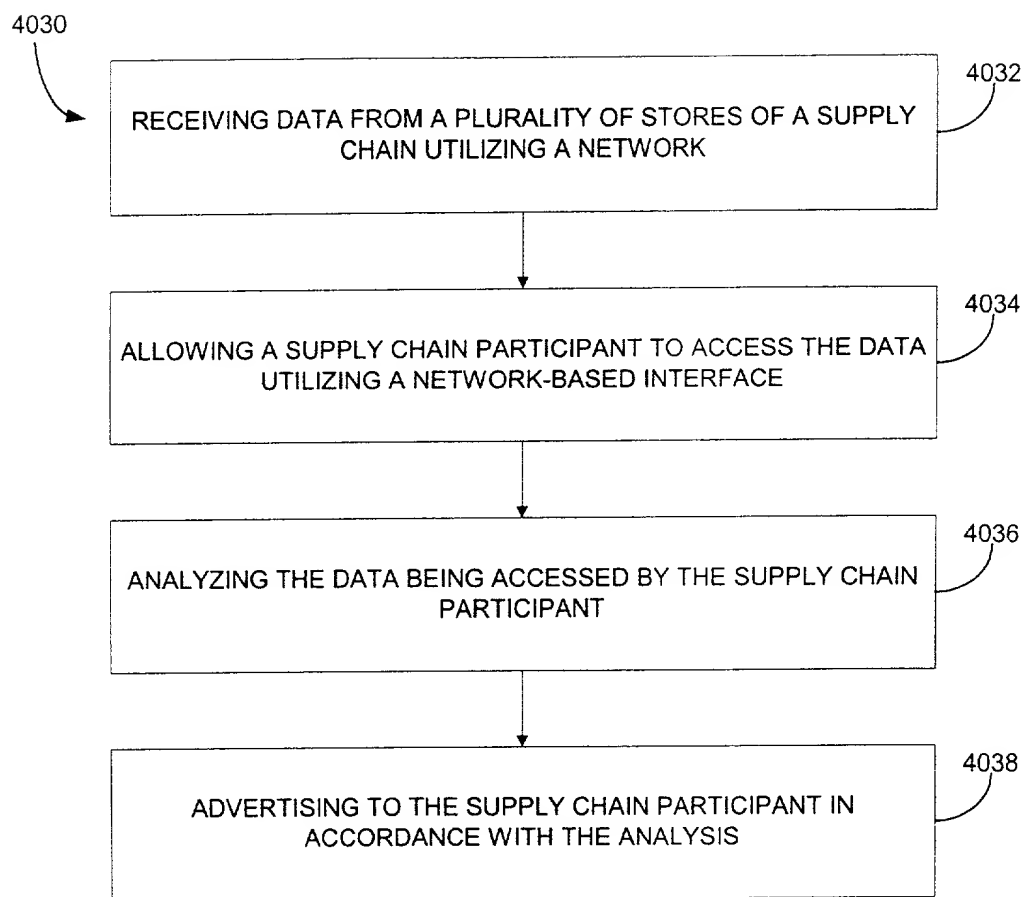 4030
4032
RECEIVING DATA FROM A PLURALITY OF STORES OF A SUPPLY
CHAIN UTILIZING A NETWORK
4034
ALLOWING A SUPPLY CHAIN PARTICIPANT TO ACCESS THE DATA
UTILIZING A NETWORK-BASED INTERFACE
4036
ANALYZING THE DATA BEING ACCESSED BY THE SUPPLY CHAIN
PARTICIPANT
4038
ADVERTISING TO THE SUPPLY CHAIN PARTICIPANT IN
ACCORDANCE WITH THE ANALYSIS